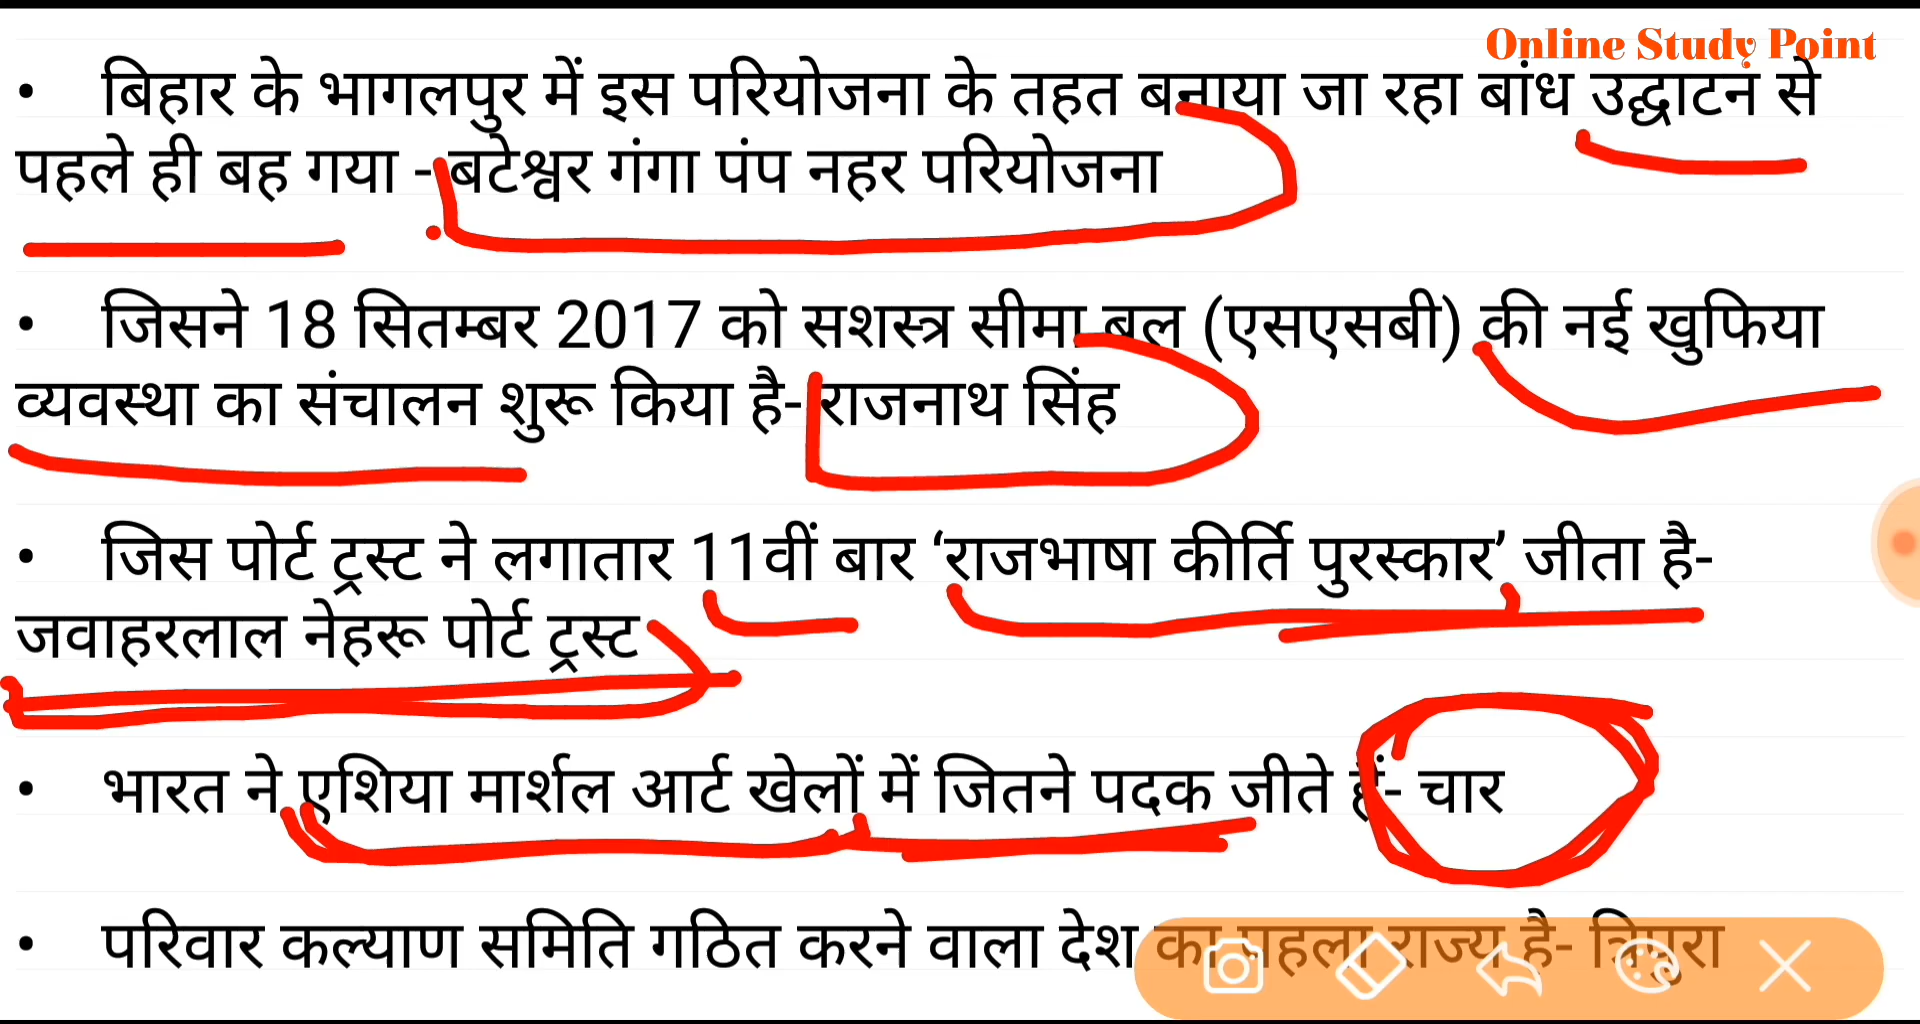 Online Study Point
• बिहार के भागलपुर में इस परियोजना के तहत बनाया जा रहा बांध उद्घाटन से
पहले ही बह गया - बटेश्वर गंगा पंप नहर परियोजना
• जिसने 18 सितम्बर 2017 को सशस्त्र सीमा बल (एसएसबी) की नई खुफिया
व्यवस्था का संचालन शुरू किया है- राजनाथ सिंह
• जिस पोर्ट ट्रस्ट ने लगातार 11वीं बार ‘राजभाषा कीर्ति पुरस्कार’ जीता है-
जवाहरलाल नेहरू पोर्ट ट्रस्ट
• भारत ने एशिया मार्शल आर्ट खेलों में जितने पदक जीते हैं- चार
• परिवार कल्याण समिति गठित करने वाला देश का पहला राज्य है- त्रिपुरा